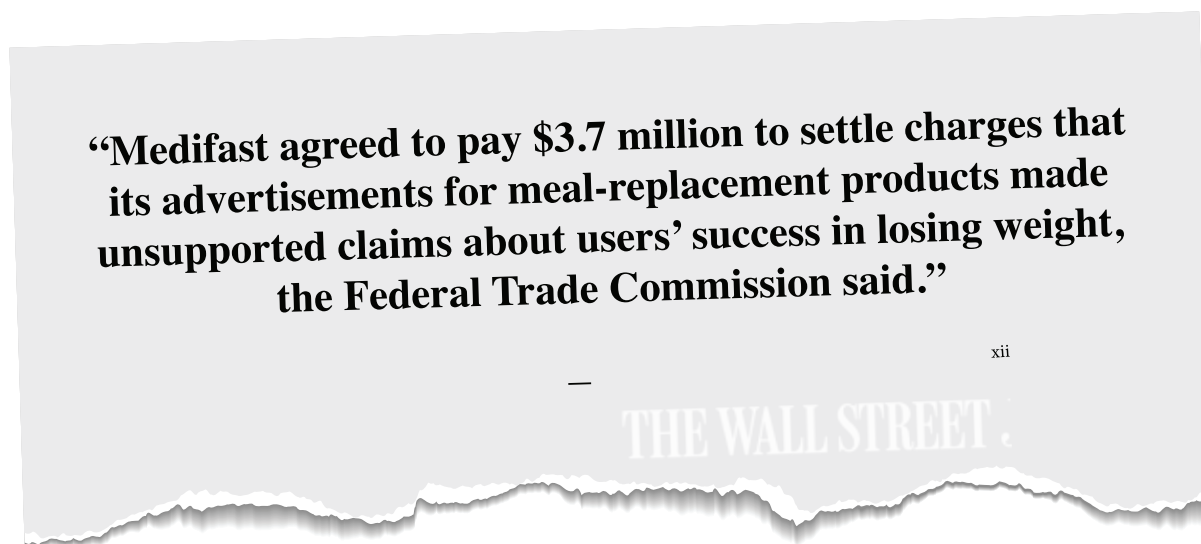 “Medifast agreed to pay $3.7 million to settle charges that
its advertisements for meal-replacement products made
unsupported claims about users’ success in losing weight,
the Federal Trade Commission said.”
xii
—
THE WALL STREET